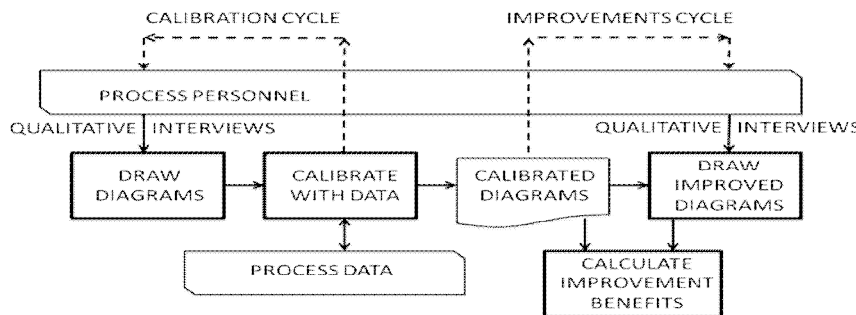 CALIBRATION CYCLE
IMPROVEMENTS CYCLE
PROCESS PERSONNEL
QUALITATIVE INTERVIEWS
QUALITATIVE INTERVIEWS
DRAW
DIAGRAMS
CALIBRATE
WITH DATA
CALIBRATED
DIAGRAMS
DRAW
IMPROVED
DIAGRAMS
PROCESS DATA
CALCULATE
IMPROVEMENT
BENEFITS